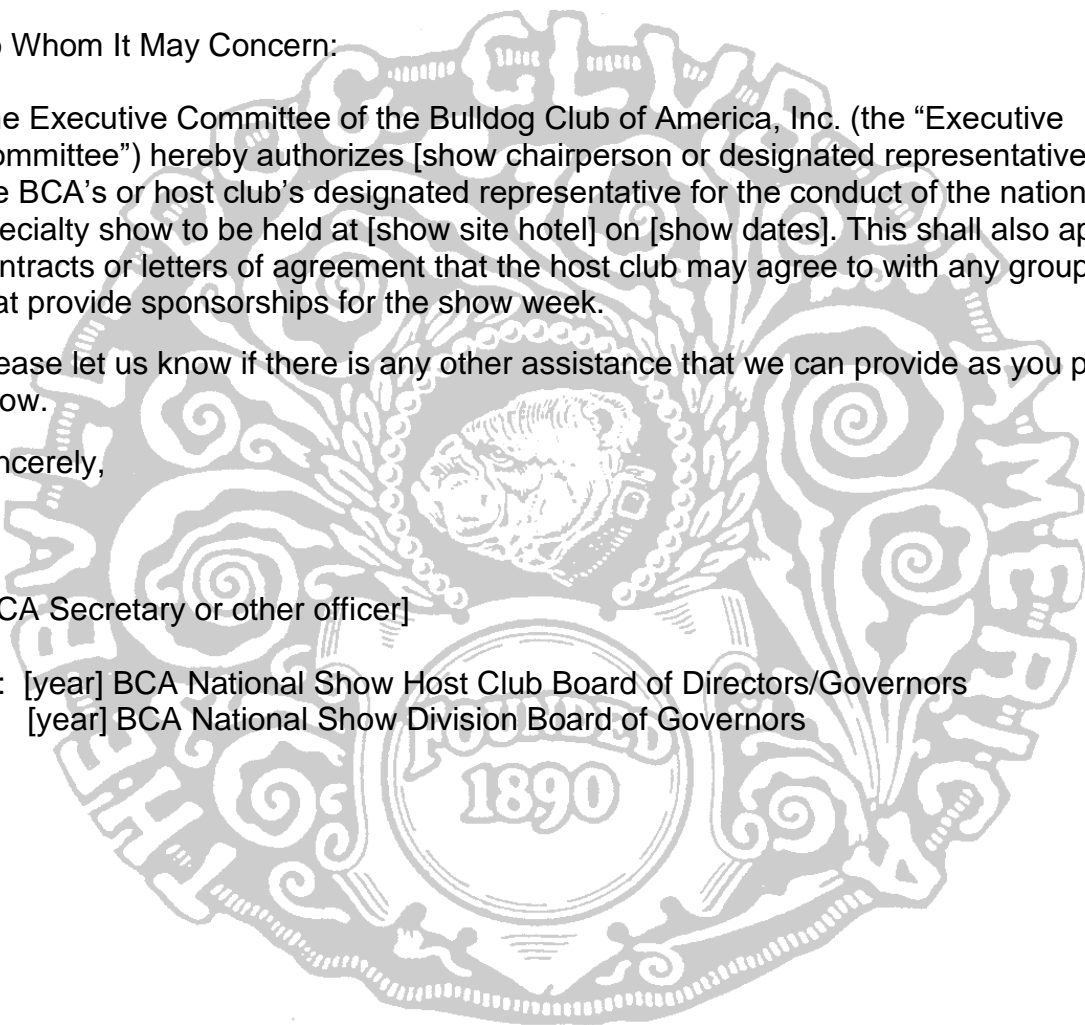 o Whom It May Concern:
he Executive Committee of the Bulldog Club of America, Inc. (the “Executive
ommittee”) hereby authorizes [show chairperson or designated representative
e BCA’s or host club’s designated representative for the conduct of the nation
ecialty show to be held at [show site hotel] on [show dates]. This shall also ap
ntracts or letters of agreement that the host club may agree to with any group
at provide sponsorships for the show week.
ease let us know if there is any other assistance that we can provide as you p
ow.
ncerely,
CA Secretary or other officer]
: [year] BCA National Show Host Club Board of Directors/Governors
[year] BCA National Show Division Board of Governors
THE BVLLDOG CLVB OF AMERICA
FOUNDED
1890